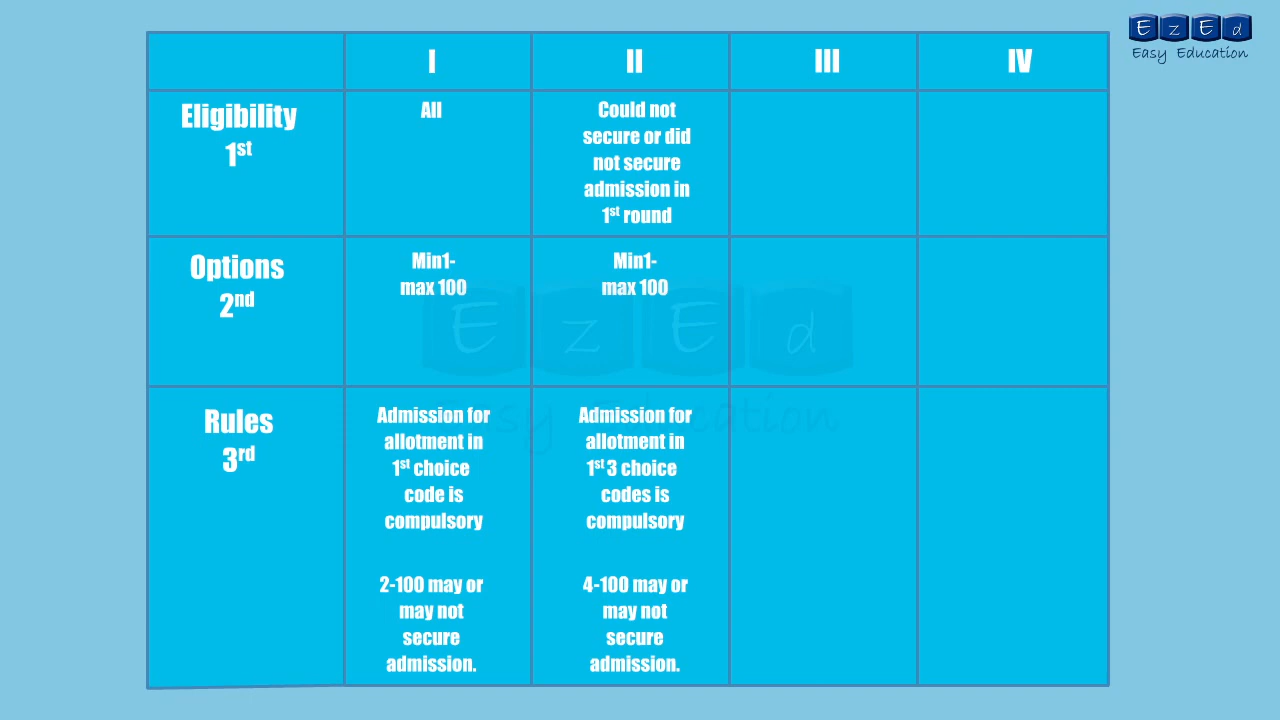 E z E d
Easy Education
I
II
III
IV
Eligibility
1st
All
Could not
secure or did
not secure
admission in
1st round
Options
2nd
Min1-
max 100
Min1-
max 100
E z E d
Easy Education
Rules
3rd
Admission for
allotment in
1st choice
code is
compulsory
2-100 may or
may not
secure
admission.
Admission for
allotment in
1st 3 choice
codes is
compulsory
4-100 may or
may not
secure
admission.